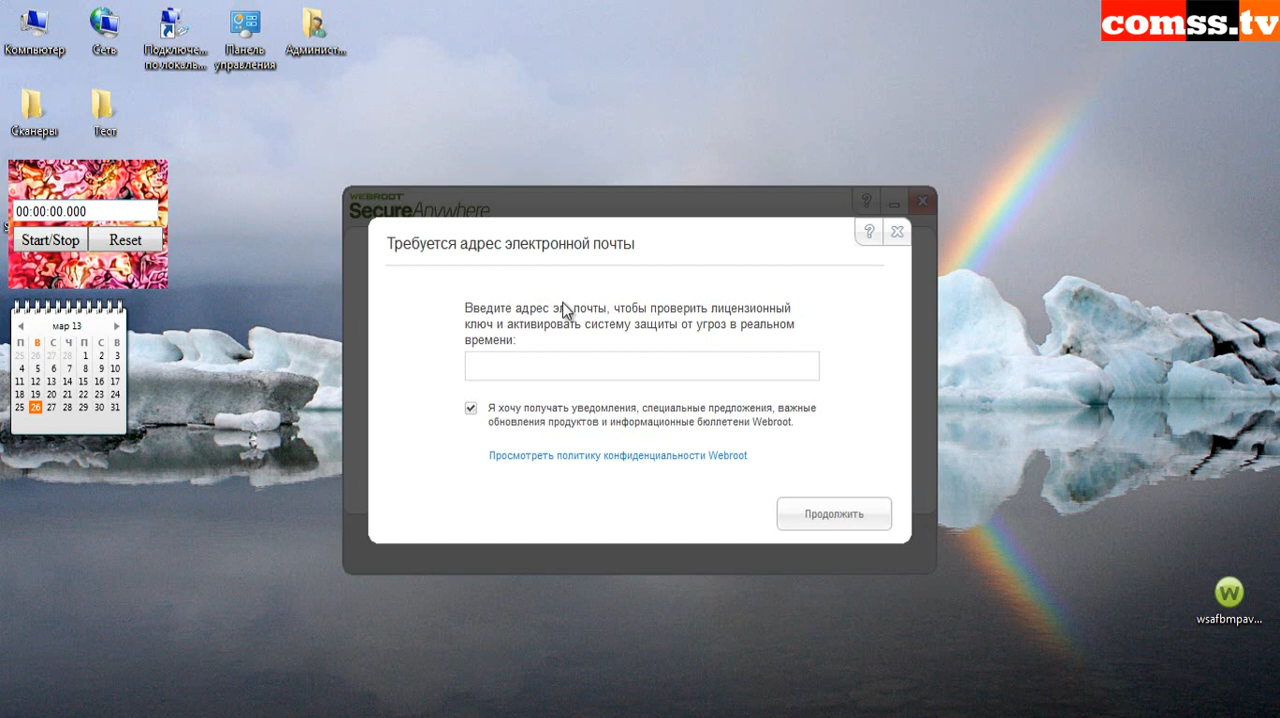 comss.tv
Компьютер
Сеть
Подключе...
по локаль...
Панель
управления
Админист...
Сканеры
Тест
00:00:00.000
Start/Stop
Reset
мар 13
П В С Ч П С В
25 26 27 28 1 2 3
4 5 6 7 8 9 10
11 12 13 14 15 16 17
18 19 20 21 22 23 24
25 26 27 28 29 30 31
WEBROOT
SecureAnywhere
Требуется адрес электронной почты
Введите адрес эл. почты, чтобы проверить лицензионный
ключ и активировать систему защиты от угроз в реальном
времени:
Я хочу получать уведомления, специальные предложения, важные
обновления продуктов и информационные бюллетени Webroot.
Просмотреть политику конфиденциальности Webroot
Продолжить
W
wsafbmpav...